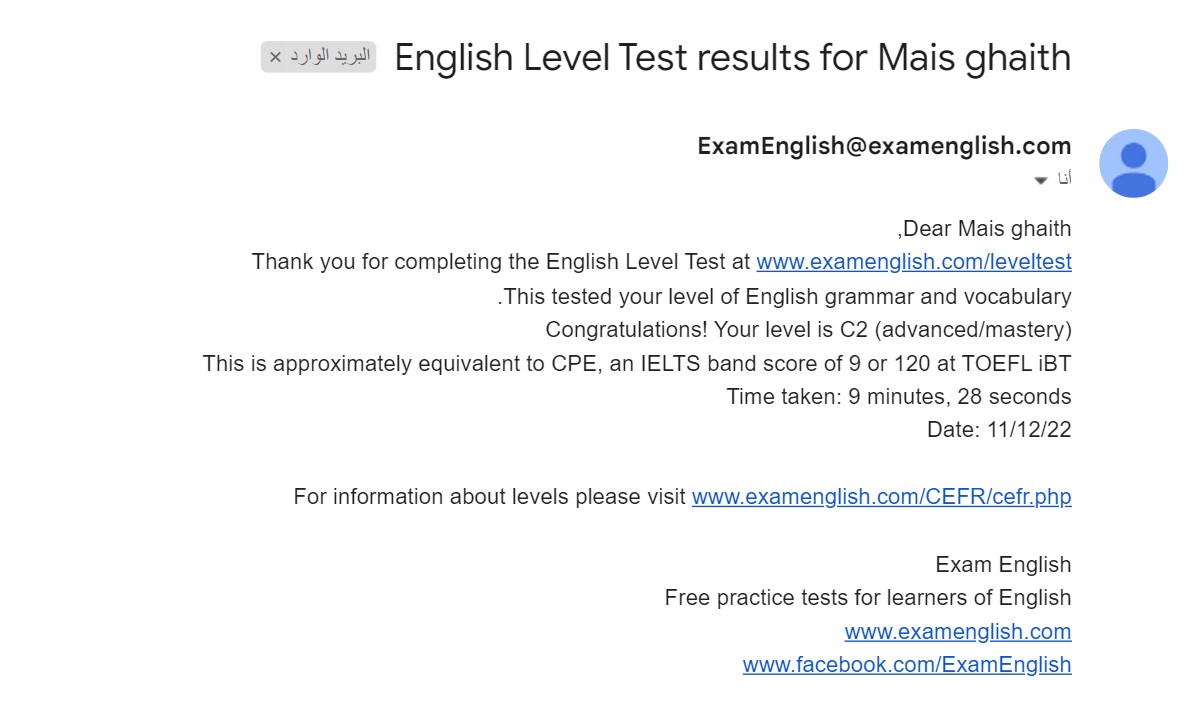 English Level Test results for Mais ghaith البريد الوارد ×
ExamEnglish@examenglish.com
أنا
Dear Mais ghaith,
Thank you for completing the English Level Test at www.examenglish.com/leveltest
This tested your level of English grammar and vocabulary.
Congratulations! Your level is C2 (advanced/mastery)
This is approximately equivalent to CPE, an IELTS band score of 9 or 120 at TOEFL iBT
Time taken: 9 minutes, 28 seconds
Date: 11/12/22
For information about levels please visit www.examenglish.com/CEFR/cefr.php
Exam English
Free practice tests for learners of English
www.examenglish.com
www.facebook.com/ExamEnglish